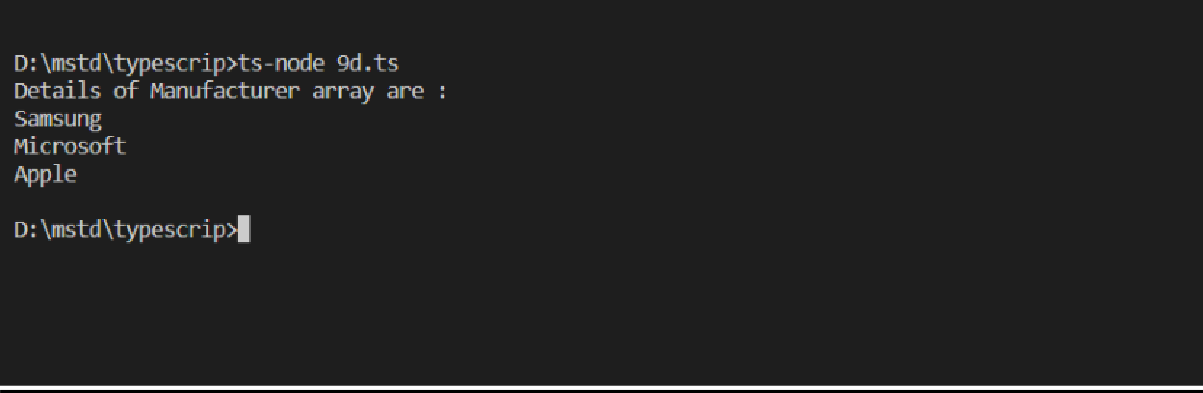 D:\mstd\typescrip>ts-node 9d.ts
Details of Manufacturer array are :
Samsung
Microsoft
Apple
D:\mstd\typescrip>